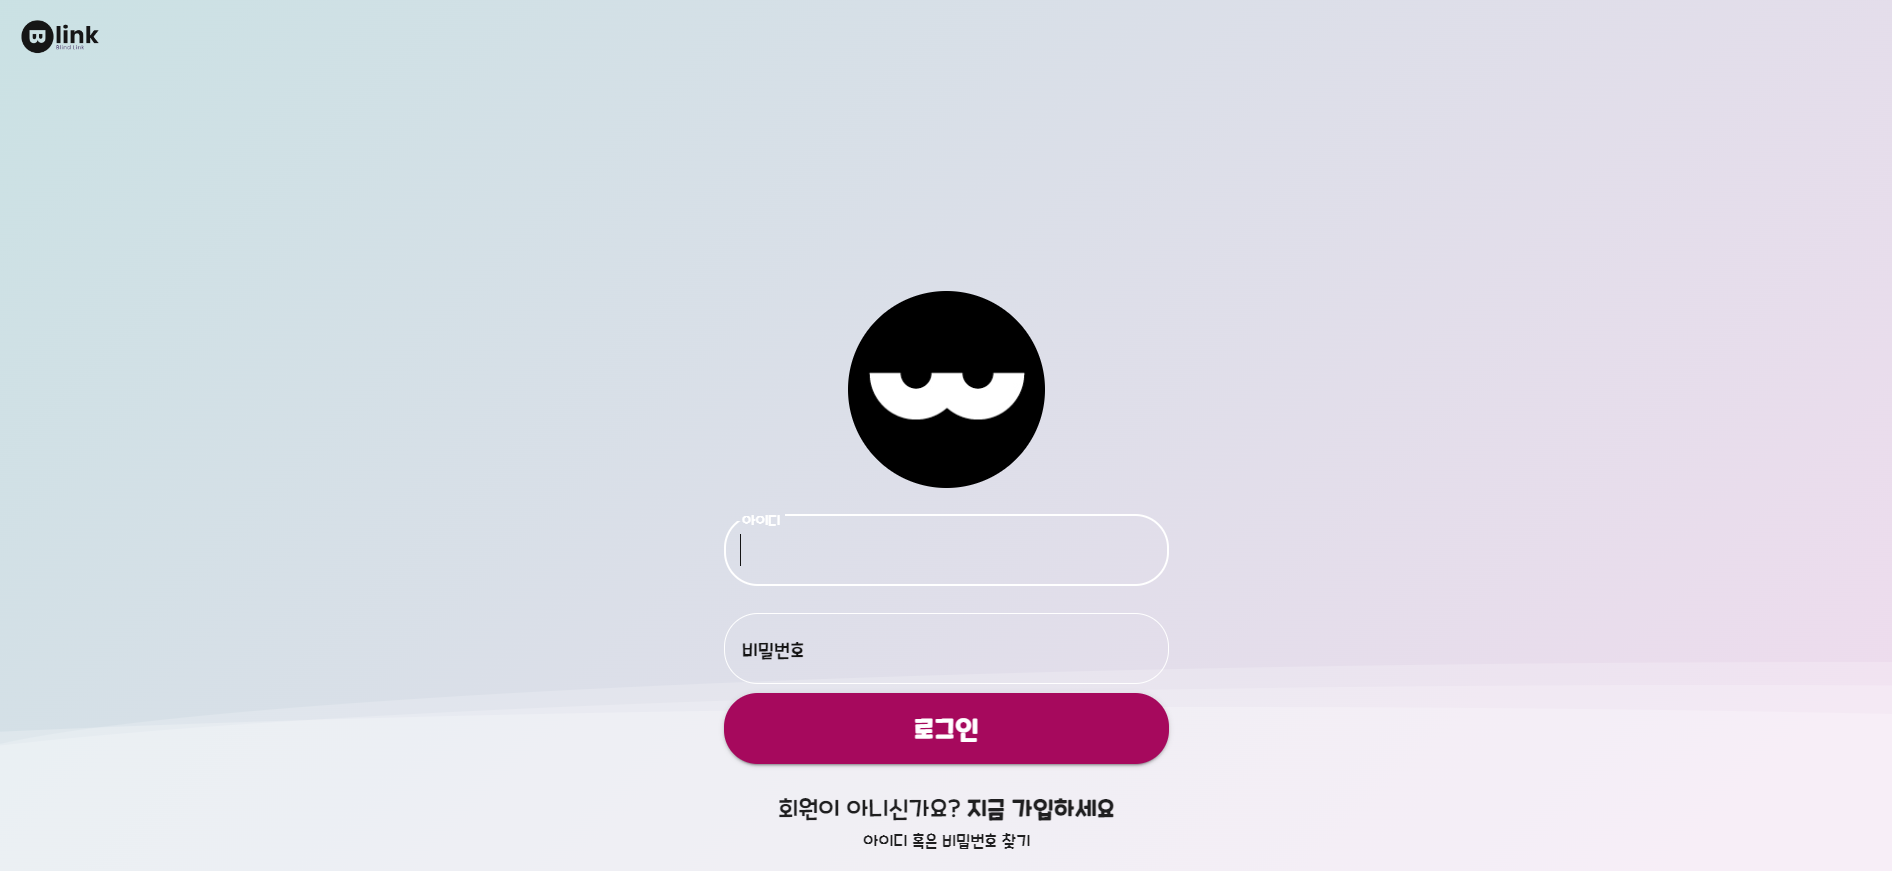 Blink
Blind Link
아이디
비밀번호
로그인
회원이 아니신가요? 지금 가입하세요
아이디 혹은 비밀번호 찾기